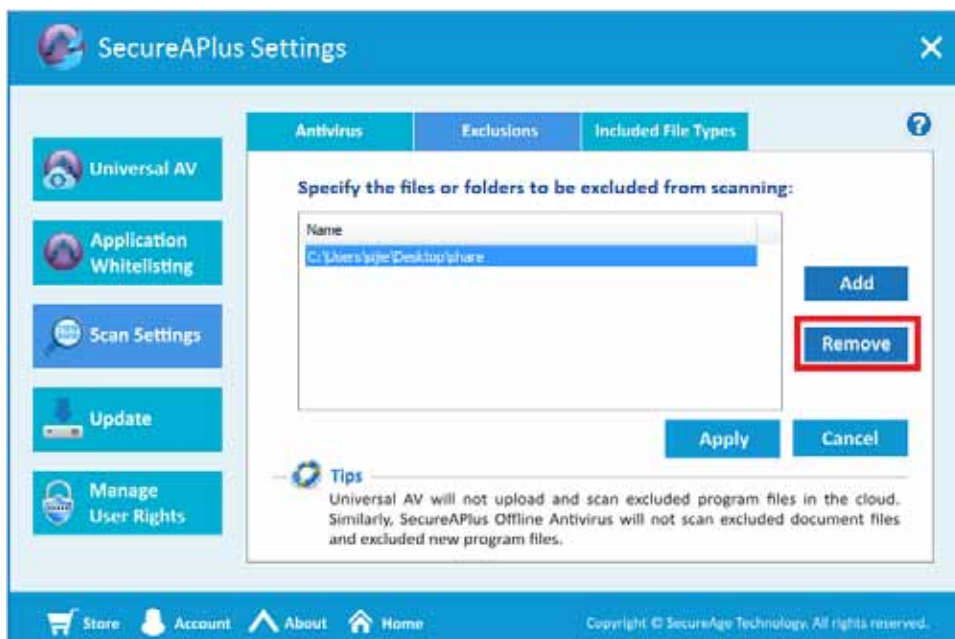 SecureAPlus Settings
Antivirus
Exclusions
Included File Types
Universal AV
Application
Whitelisting
Scan Settings
Update
Manage
User Rights
Specify the files or folders to be excluded from scanning:
Name
C:\Users\sijie\Desktop\share
Add
Remove
Apply
Cancel
Tips
Universal AV will not upload and scan excluded program files in the cloud.
Similarly, SecureAPlus Offline Antivirus will not scan excluded document files
and excluded new program files.
Store
Account
About
Home
Copyright © SecureAge Technology. All rights reserved.